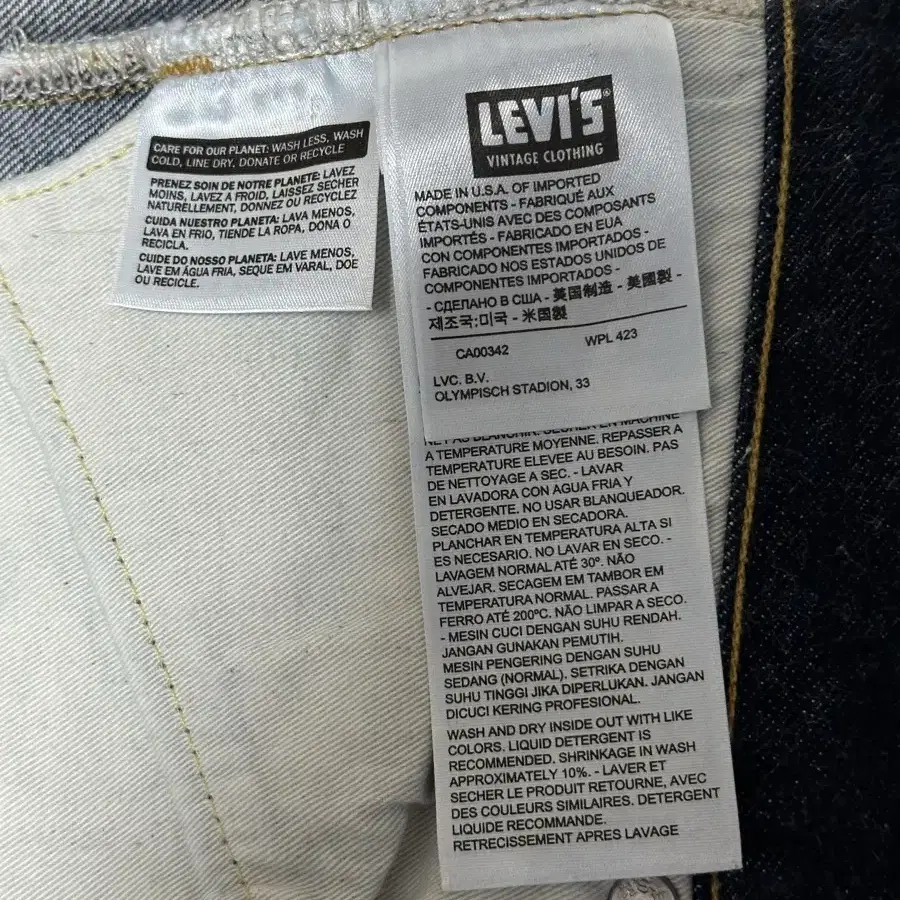 CARE FOR OUR PLANET: WASH LESS, WASH
COLD, LINE DRY, DONATE OR RECYCLE
PRENEZ SOIN DE NOTRE PLANETE: LAVEZ
MOINS, LAVEZ A FROID, LAISSEZ SECHER
NATURELLEMENT, DONNEZ OU RECYCLEZ
CUIDA NUESTRO PLANETA: LAVA MENOS,
LAVA EN FRIO, TIENDE LA ROPA, DONA O
RECICLA.
CUIDE DO NOSSO PLANETA: LAVE MENOS,
LAVE EM ÁGUA FRIA, SEQUE EM VARAL, DOE
OU RECICLE.
LEVI'S®
VINTAGE CLOTHING
MADE IN U.S.A. OF IMPORTED
COMPONENTS - FABRIQUÉ AUX
ÉTATS-UNIS AVEC DES COMPOSANTS
IMPORTÉS - FABRICADO EN EUA
CON COMPONENTES IMPORTADOS -
FABRICADO NOS ESTADOS UNIDOS DE
COMPONENTES IMPORTADOS -
- СДЕЛАНО В США - 美国制造 - 美國製 -
제조국:미국 - 米国製
CA00342 WPL 423
LVC. B.V.
OLYMPISCH STADION, 33
NE PAS BLANCHIR. SECHER EN MACHINE
A TEMPERATURE MOYENNE. REPASSER A
TEMPERATURE ELEVEE AU BESOIN. PAS
DE NETTOYAGE A SEC. - LAVAR
EN LAVADORA CON AGUA FRIA Y
DETERGENTE. NO USAR BLANQUEADOR.
SECADO MEDIO EN SECADORA.
PLANCHAR EN TEMPERATURA ALTA SI
ES NECESARIO. NO LAVAR EN SECO. -
LAVAGEM NORMAL ATÉ 30º. NÃO
ALVEJAR. SECAGEM EM TAMBOR EM
TEMPERATURA NORMAL. PASSAR A
FERRO ATÉ 200ºC. NÃO LIMPAR A SECO.
- MESIN CUCI DENGAN SUHU RENDAH.
JANGAN GUNAKAN PEMUTIH.
MESIN PENGERING DENGAN SUHU
SEDANG (NORMAL). SETRIKA DENGAN
SUHU TINGGI JIKA DIPERLUKAN. JANGAN
DICUCI KERING PROFESIONAL.
WASH AND DRY INSIDE OUT WITH LIKE
COLORS. LIQUID DETERGENT IS
RECOMMENDED. SHRINKAGE IN WASH
APPROXIMATELY 10%. - LAVER ET
SECHER LE PRODUIT RETOURNE, AVEC
DES COULEURS SIMILAIRES. DETERGENT
LIQUIDE RECOMMANDE.
RETRECISSEMENT APRES LAVAGE